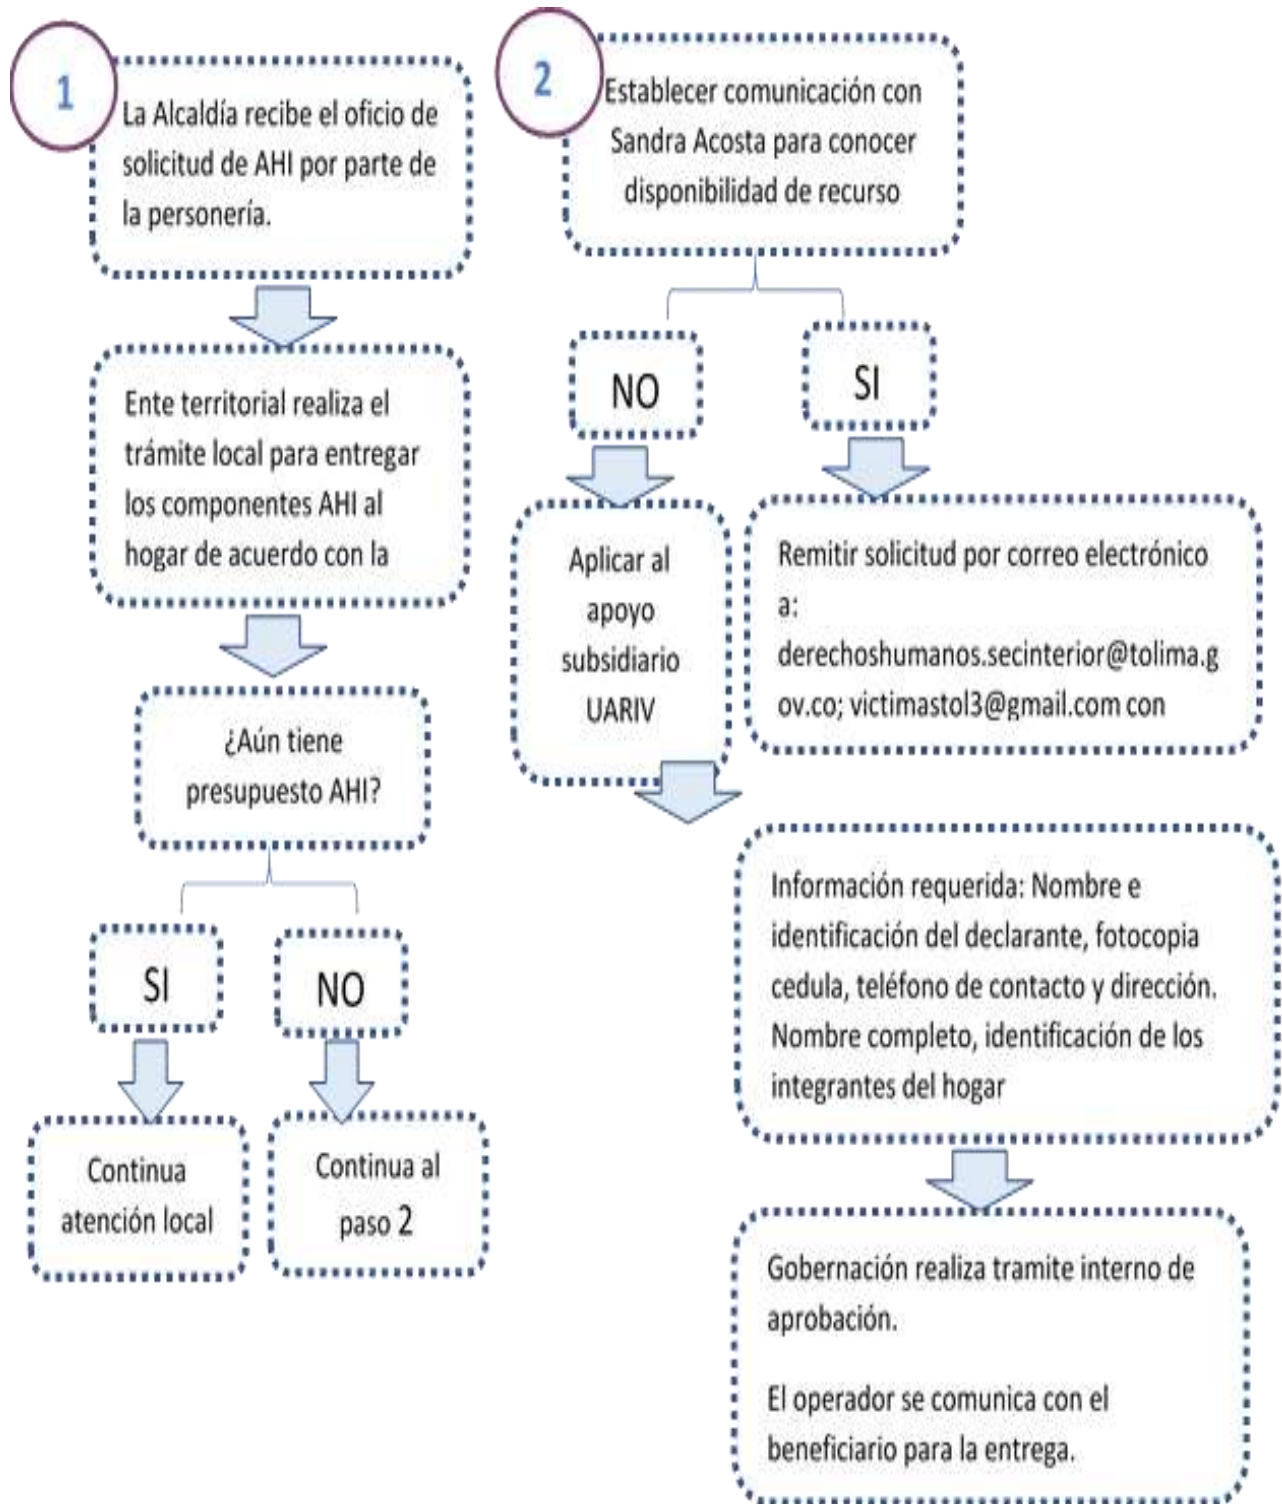 1
La Alcaldía recibe el oficio de
solicitud de AHI por parte de
la personería.
Ente territorial realiza el
trámite local para entregar
los componentes AHI al
hogar de acuerdo con la
¿Aún tiene
presupuesto AHI?
SI
NO
Continua
atención local
Continua al
paso 2
2
Establecer comunicación con
Sandra Acosta para conocer
disponibilidad de recurso
NO
SI
Aplicar al
apoyo
subsidiario
UARIV
Remitir solicitud por correo electrónico
a:
derechoshumanos.secinterior@tolima.g
ov.co; victimastol3@gmail.com con
Información requerida: Nombre e
identificación del declarante, fotocopia
cedula, teléfono de contacto y dirección.
Nombre completo, identificación de los
integrantes del hogar
Gobernación realiza tramite interno de
aprobación.
El operador se comunica con el
beneficiario para la entrega.